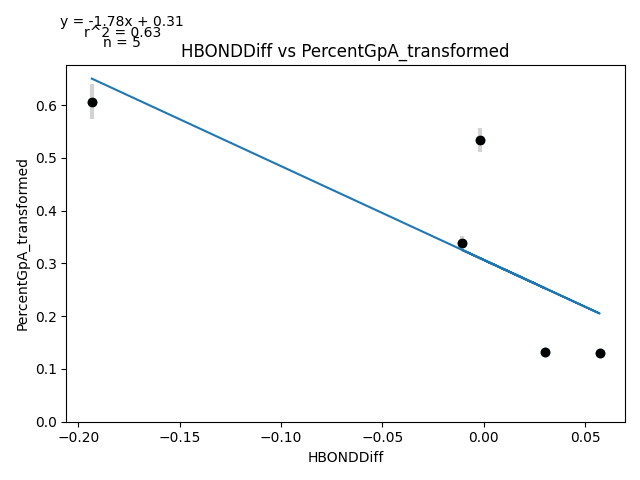 y = -1.78x + 0.31
r^2 = 0.63
n = 5
HBONDDiff vs PercentGpA_transformed
PercentGpA_transformed
0.6
0.5
0.4
0.3
0.2
0.1
0.0
−0.20
−0.15
−0.10
−0.05
0.00
0.05
HBONDDiff